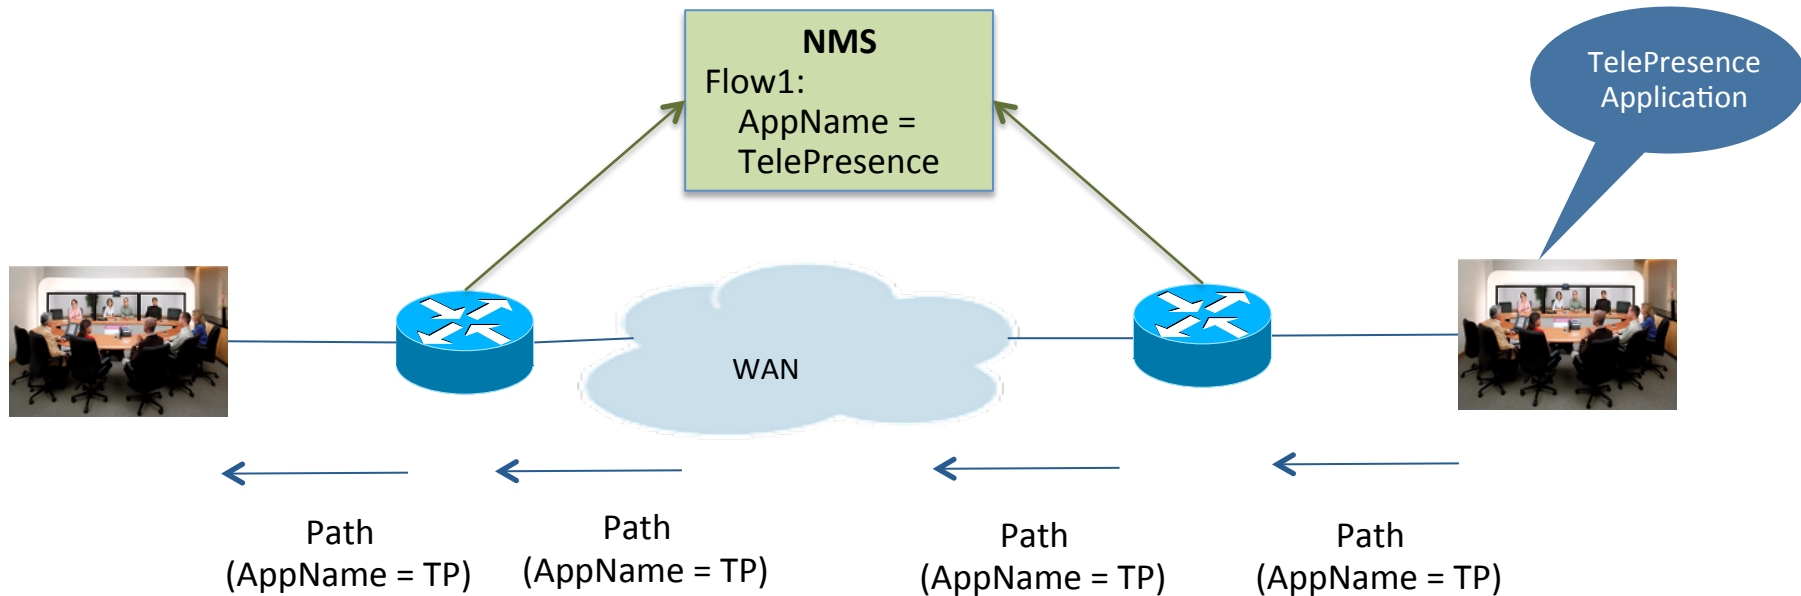 NMS
Flow1:
AppName =
TelePresence
TelePresence
Application
WAN
Path
(AppName = TP)
Path
(AppName = TP)
Path
(AppName = TP)
Path
(AppName = TP)